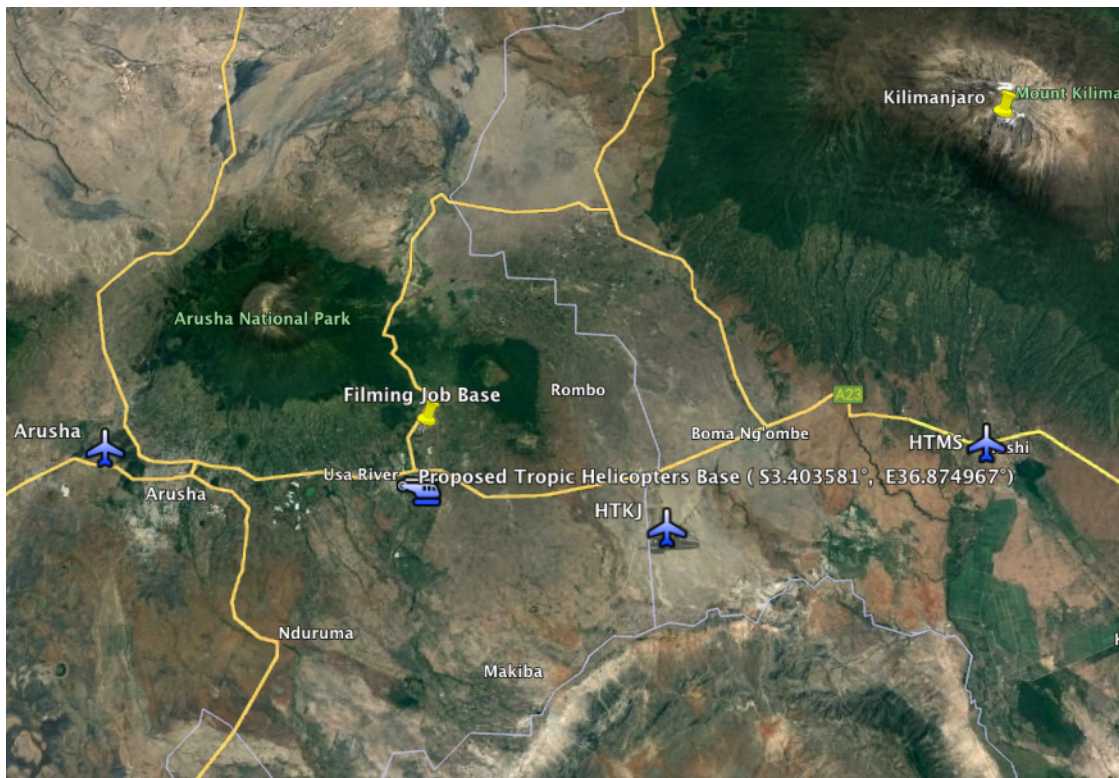 Kilimanjaro
Mount Kilima
Arusha National Park
Filming Job Base
Rombo
A23
Arusha
Boma Ng'ombe
HTMS
shi
Usa River
Proposed Tropic Helicopters Base ( S3.403581°, E36.874967°)
Arusha
HTKJ
Nduruma
Makiba
K